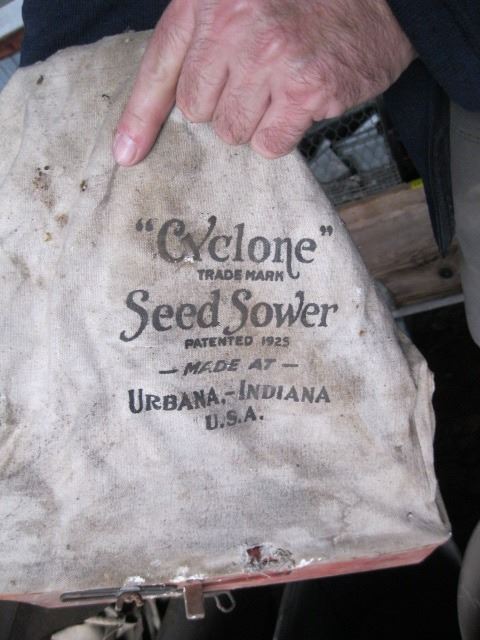 "Cyclone"
TRADE MARK
Seed Sower
PATENTED 1925
— MADE AT —
URBANA,-INDIANA
U.S.A.